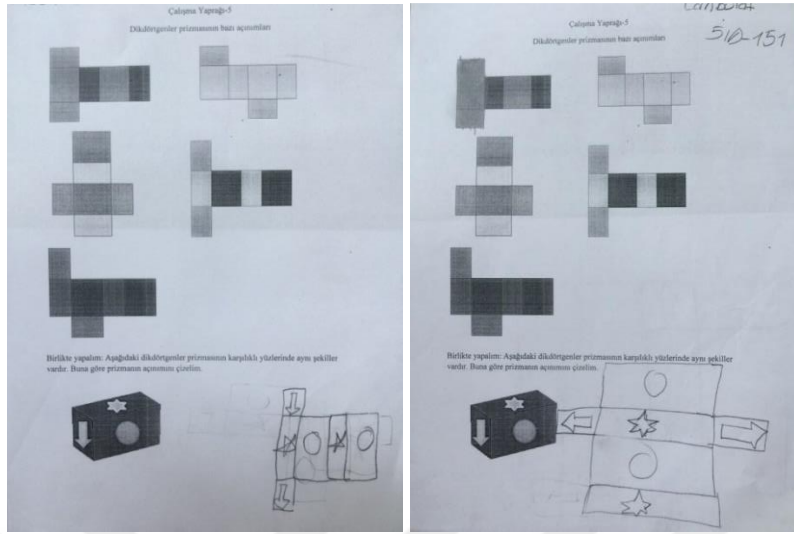 Çalışma Yaprağı-5
Dikdörtgenler prizmasının bazı açınımları
Birlikte yapalım: Aşağıdaki dikdörtgenler prizmasının karşılıklı yüzlerinde aynı şekiller
vardır. Buna göre prizmanın açınımını çizelim.
Çalışma Yaprağı-5
Dikdörtgenler prizmasının bazı açınımları
Birlikte yapalım: Aşağıdaki dikdörtgenler prizmasının karşılıklı yüzlerinde aynı şekiller
vardır. Buna göre prizmanın açınımını çizelim.